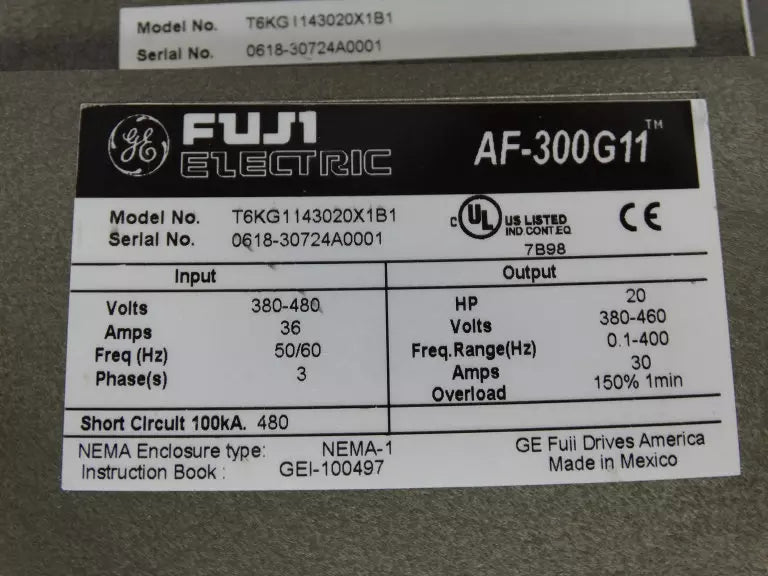 Model No. T6KG1143020X1B1
Serial No. 0618-30724A0001
GE FUJI ELECTRIC AF-300G11™
Model No. T6KG1143020X1B1
Serial No. 0618-30724A0001
C UL US LISTED
IND.CONT.EQ.
7B98
CE
Input Output
Volts 380-480
Amps 36
Freq (Hz) 50/60
Phase(s) 3
HP 20
Volts 380-460
Freq.Range(Hz) 0.1-400
Amps 30
Overload 150% 1min
Short Circuit 100kA. 480
NEMA Enclosure type: NEMA-1
Instruction Book : GEI-100497
GE Fuji Drives America
Made in Mexico